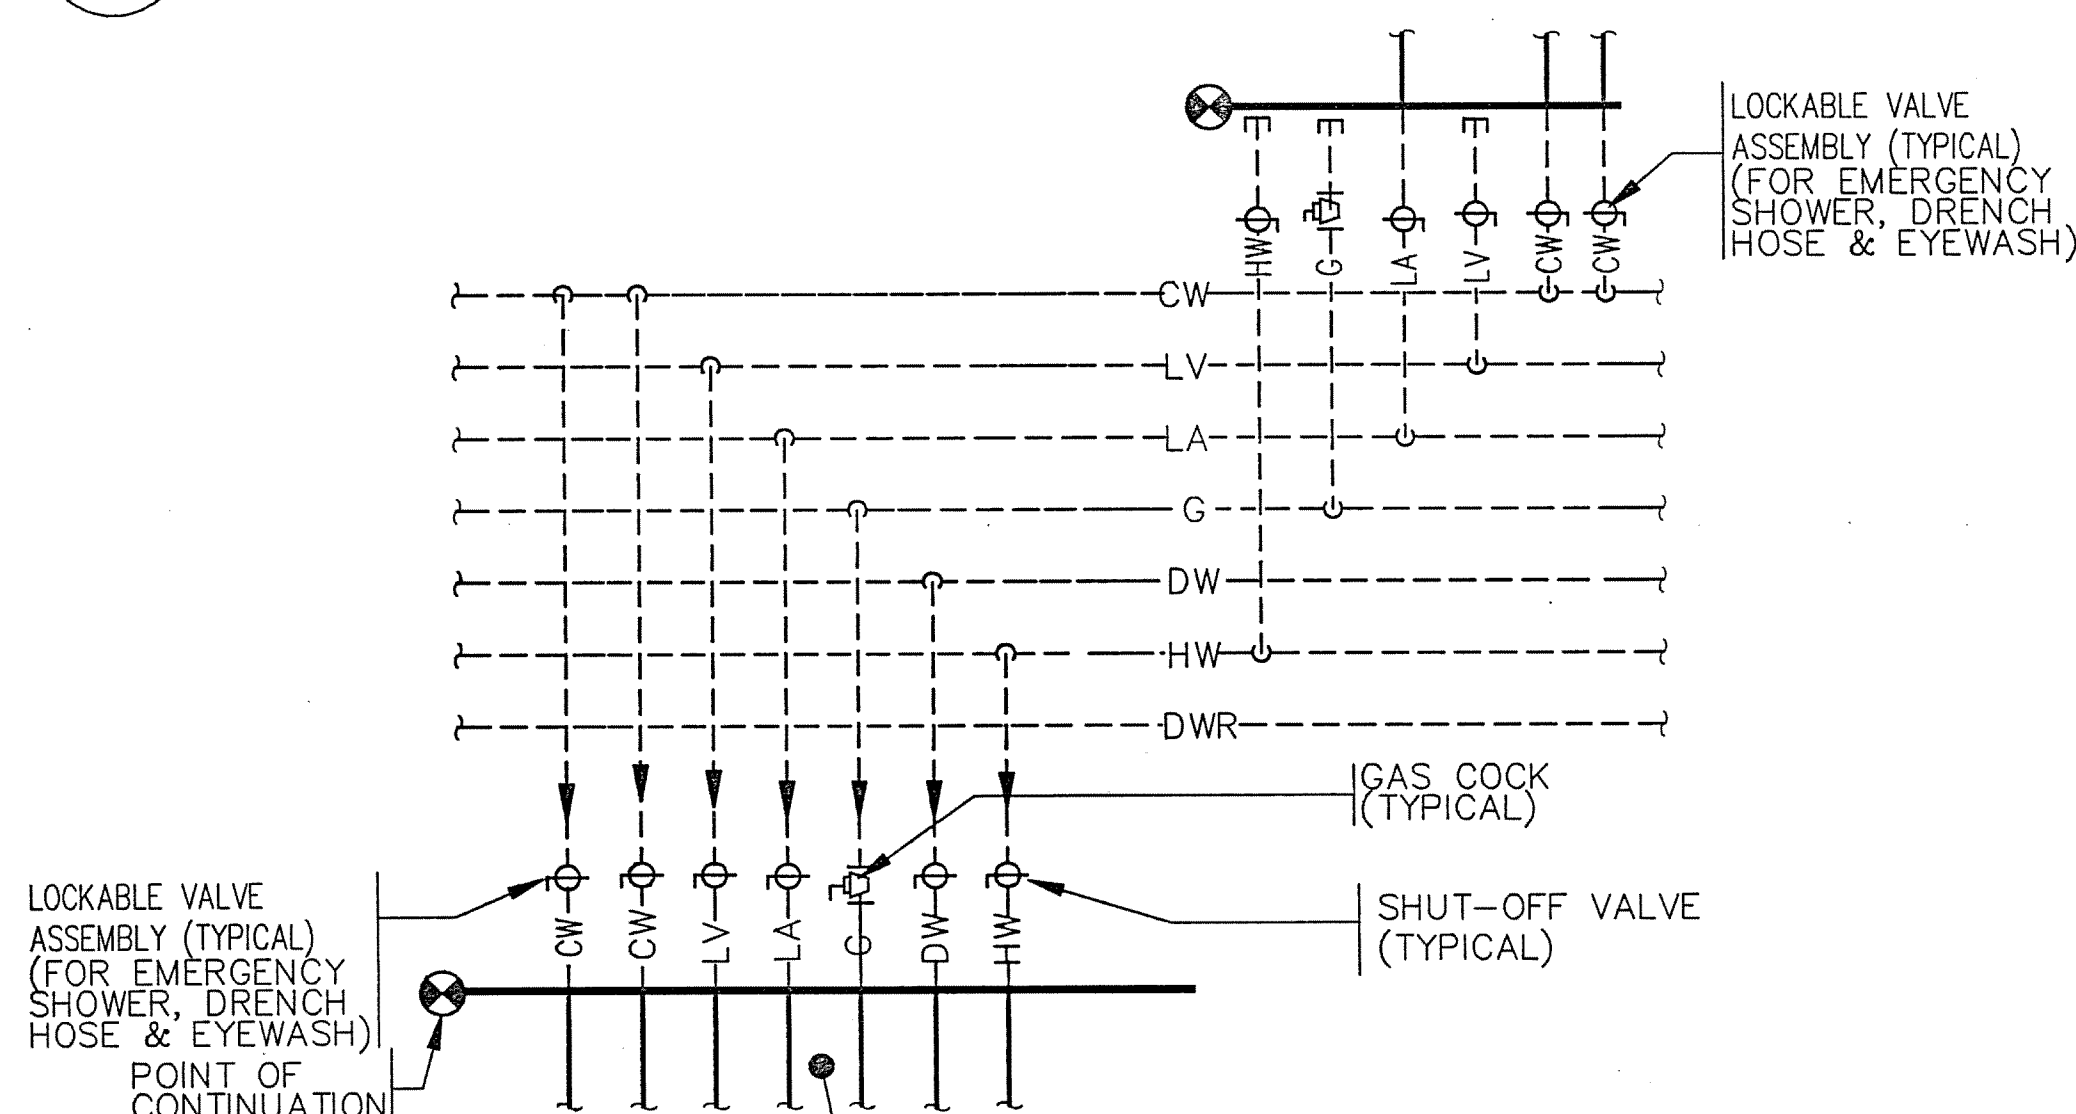 LOCKABLE VALVE
ASSEMBLY (TYPICAL)
(FOR EMERGENCY
SHOWER, DRENCH
HOSE & EYEWASH)
HW
G
LA
LV
CW
CW
CW
LV
LA
G
DW
HW
DWR
GAS COCK
(TYPICAL)
SHUT-OFF VALVE
(TYPICAL)
LOCKABLE VALVE
ASSEMBLY (TYPICAL)
(FOR EMERGENCY
SHOWER, DRENCH
HOSE & EYEWASH)
CW
CW
LV
LA
G
DW
HW
POINT OF
CONTINUATION